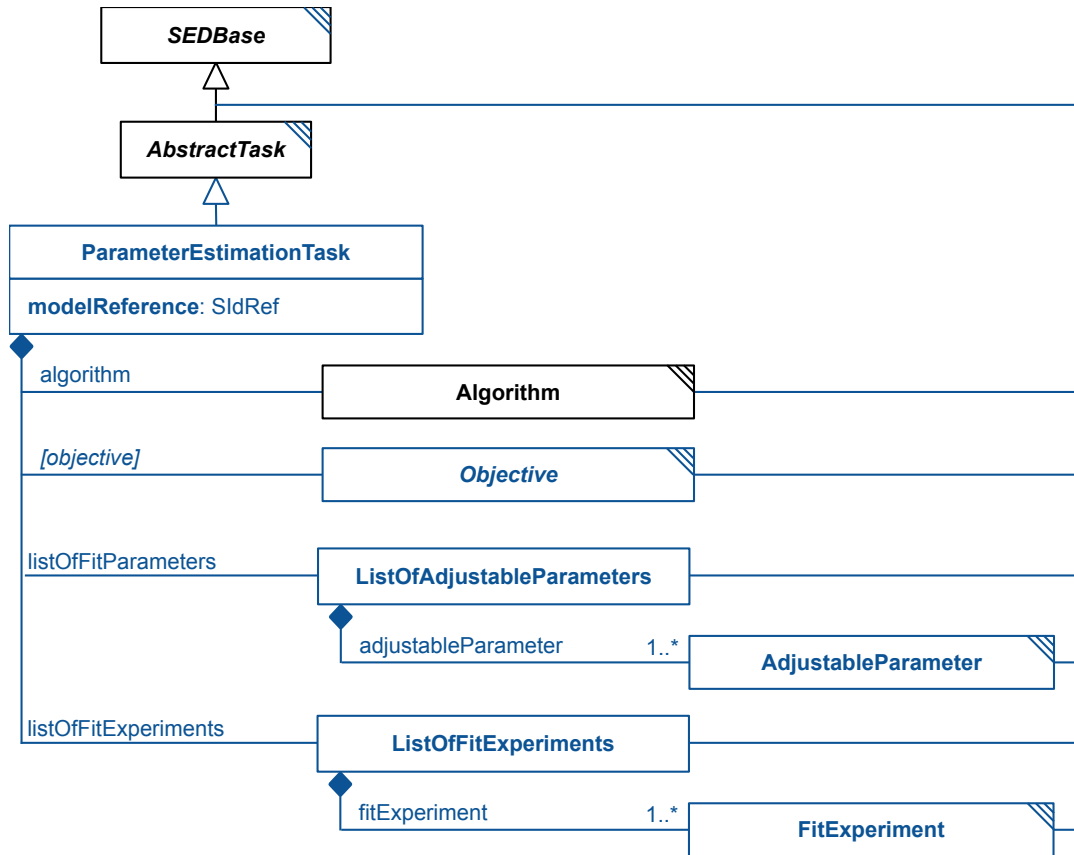 SEDBase
AbstractTask
ParameterEstimationTask
modelReference: SIdRef
algorithm
Algorithm
[objective]
Objective
listOfFitParameters
ListOfAdjustableParameters
adjustableParameter
1..*
AdjustableParameter
listOfFitExperiments
ListOfFitExperiments
fitExperiment
1..*
FitExperiment